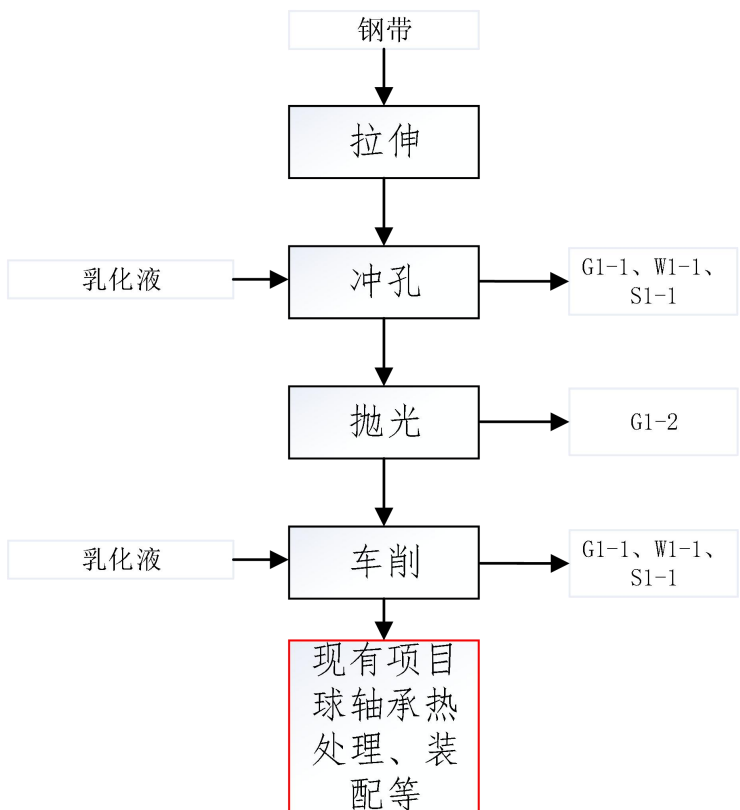 钢带
拉伸
乳化液
冲孔
G1-1、W1-1、
S1-1
抛光
G1-2
乳化液
车削
G1-1、W1-1、
S1-1
现有项目
球轴承热
处理、装
配等